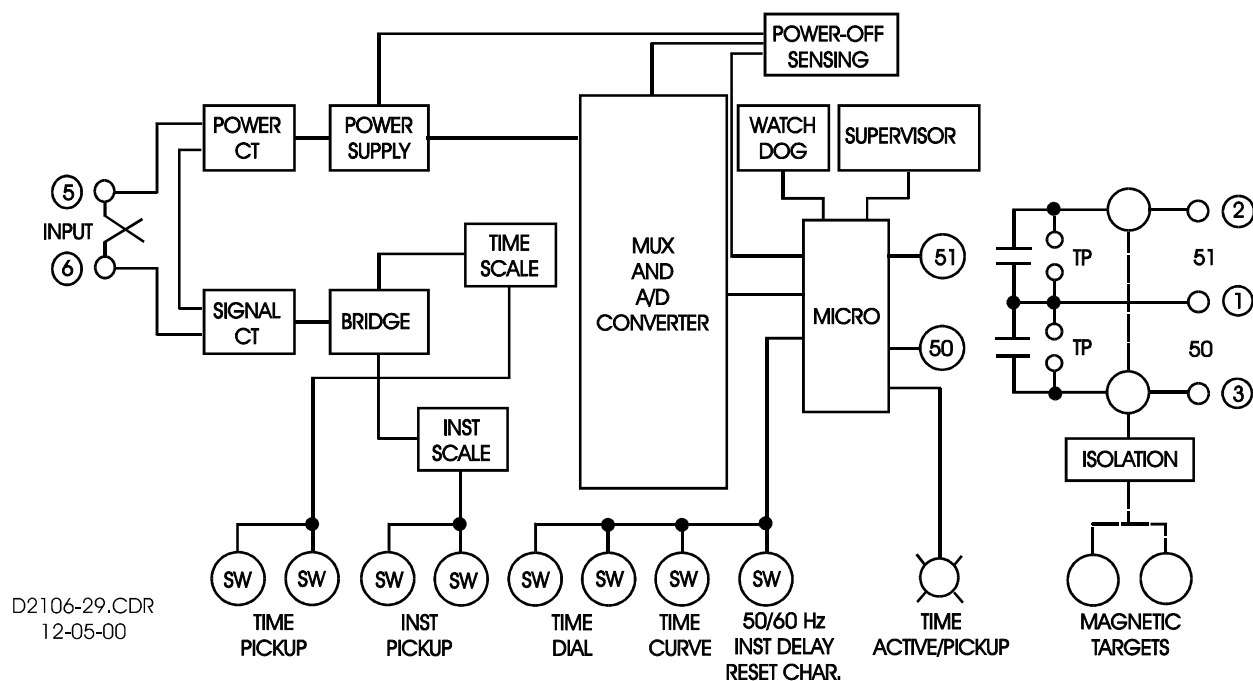 POWER-OFF
SENSING
POWER
CT
POWER
SUPPLY
WATCH
DOG
SUPERVISOR
5
INPUT
6
TIME
SCALE
MUX
AND
A/D
CONVERTER
MICRO
51
50
2
TP
51
1
TP
50
3
SIGNAL
CT
BRIDGE
INST
SCALE
ISOLATION
SW
SW
SW
SW
SW
SW
SW
SW
TIME
PICKUP
INST
PICKUP
TIME
DIAL
TIME
CURVE
50/60 Hz
INST DELAY
RESET CHAR.
TIME
ACTIVE/PICKUP
MAGNETIC
TARGETS
D2106-29.CDR
12-05-00